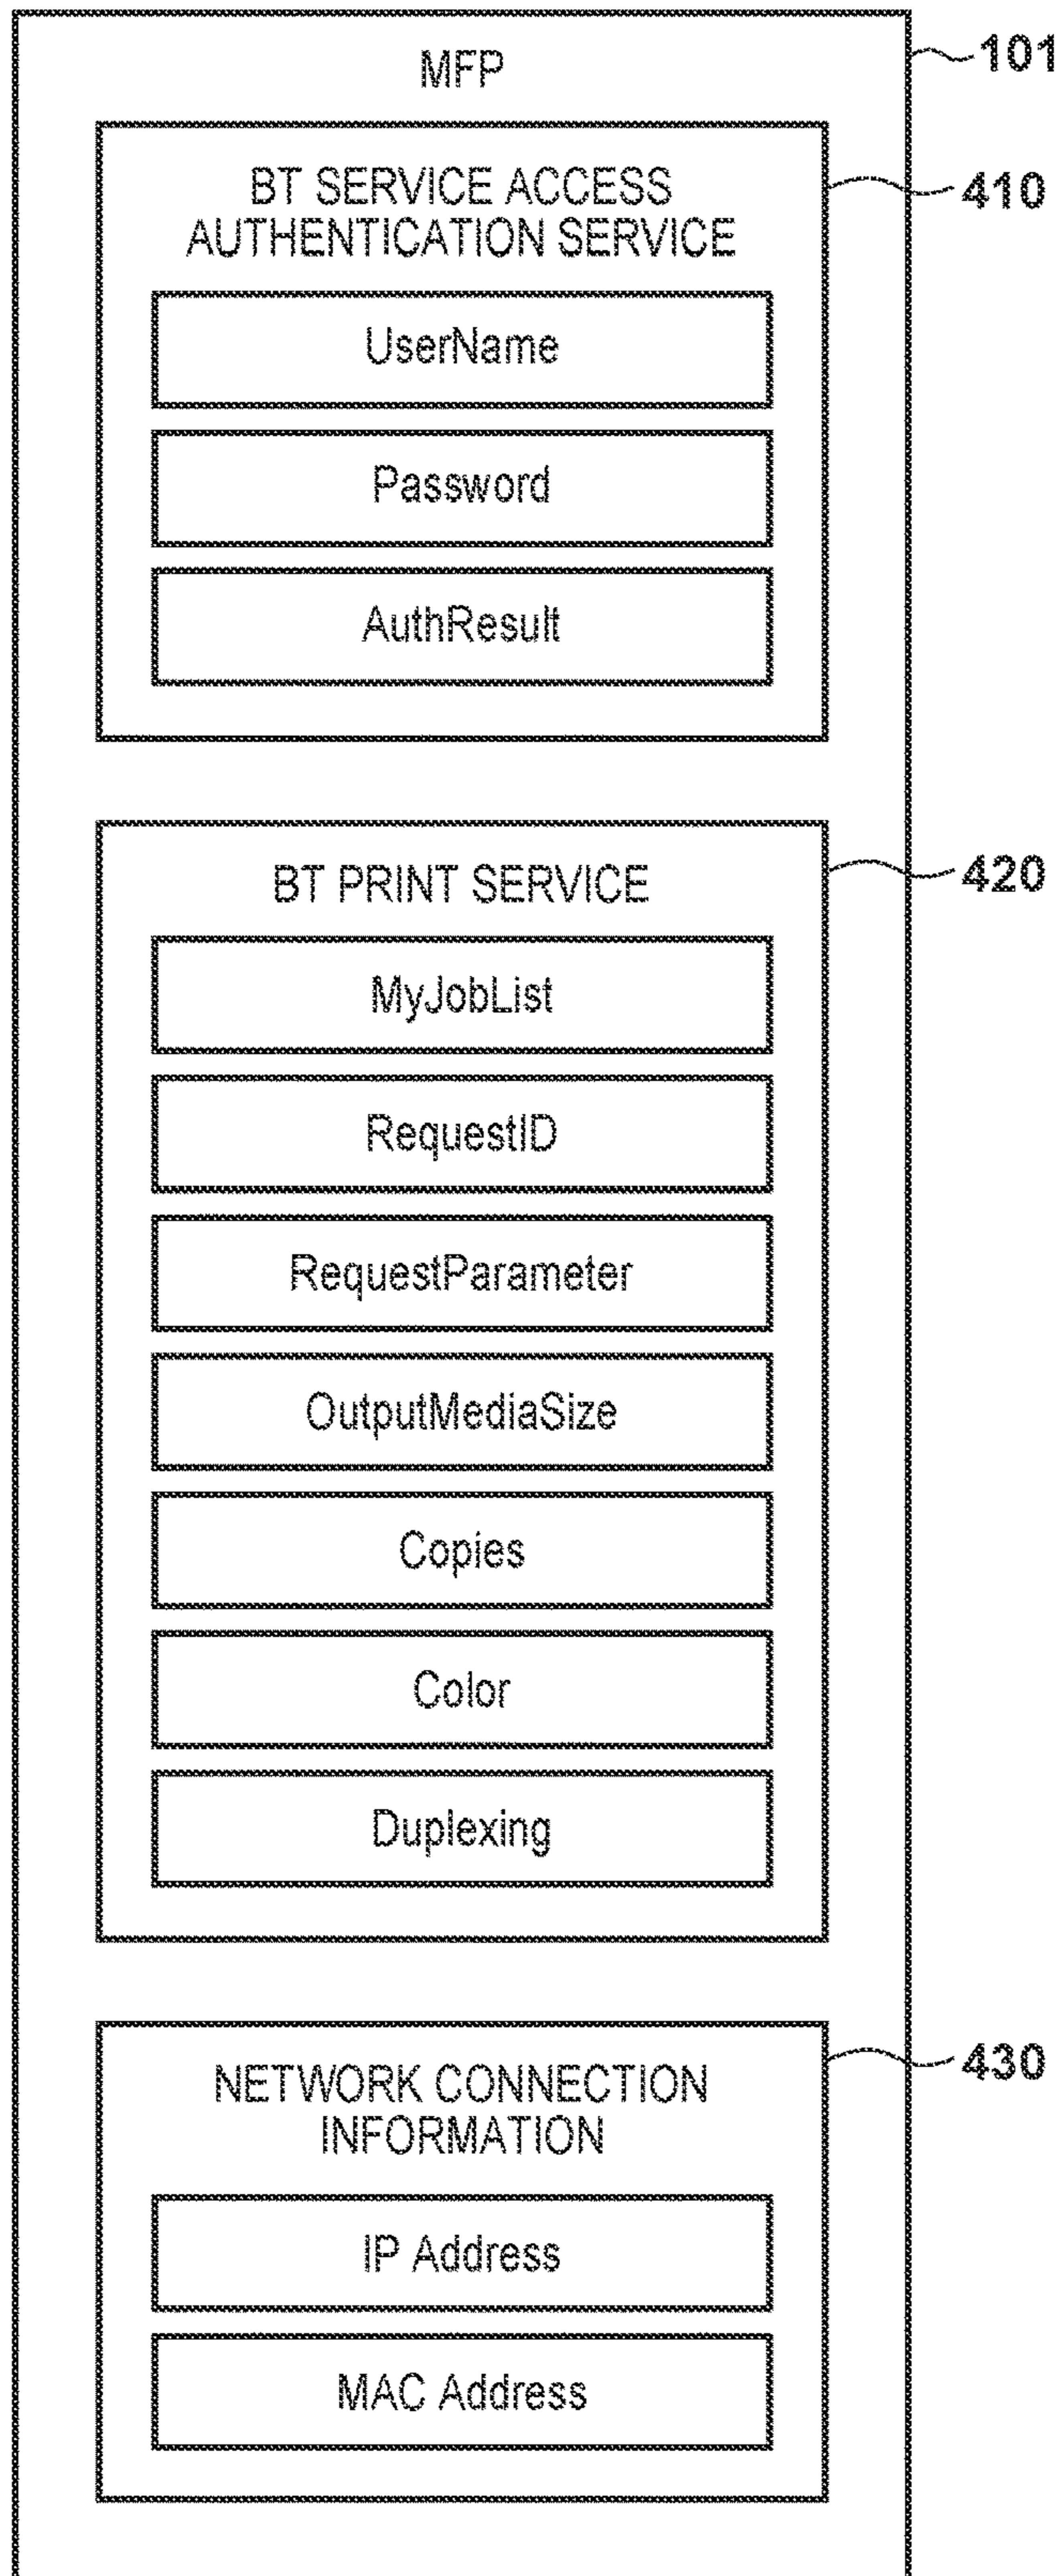 MFP
101
BT SERVICE ACCESS
AUTHENTICATION SERVICE
410
UserName
Password
AuthResult
BT PRINT SERVICE
420
MyJobList
RequestID
RequestParameter
OutputMediaSize
Copies
Color
Duplexing
NETWORK CONNECTION
INFORMATION
430
IP Address
MAC Address